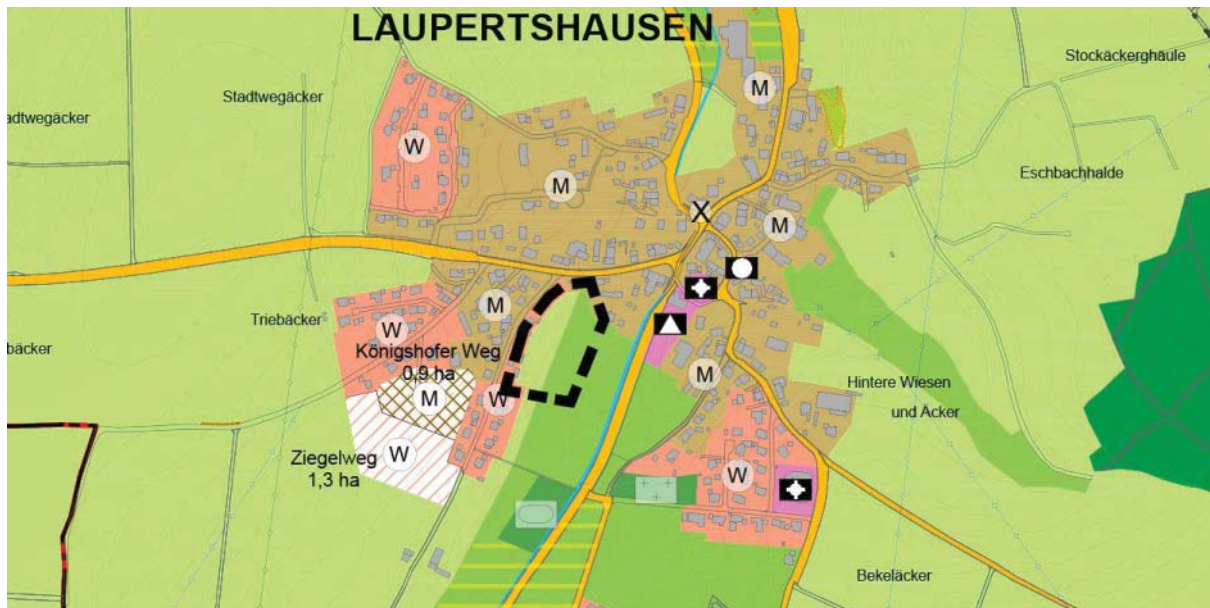 LAUPERTSHAUSEN
Stockäckerghäule
Stadtwegäcker
M
adtwegäcker
W
M
Eschbachhalde
X
M
M
Triebäcker
W
bäcker
Königshofer Weg
0,9 ha
M
W
M
Hintere Wiesen
und Äcker
Ziegelweg
1,3 ha
W
W
Bekeläcker